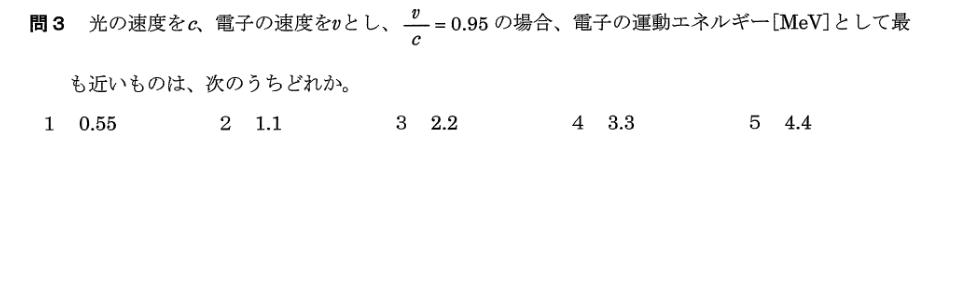 問3 光の速度をc、電子の速度をvとし、v/c=0.95 の場合、電子の運動エネルギー[MeV]として最
も近いものは、次のうちどれか。
1 0.55 2 1.1 3 2.2 4 3.3 5 4.4